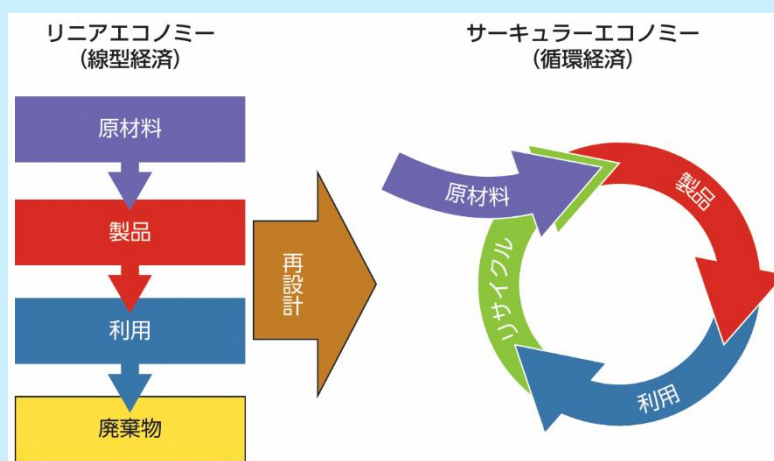 リニアエコノミー
(線型経済)
原材料
製品
利用
廃棄物
再設計
サーキュラーエコノミー
(循環経済)
原材料
製品
利用
リサイクル